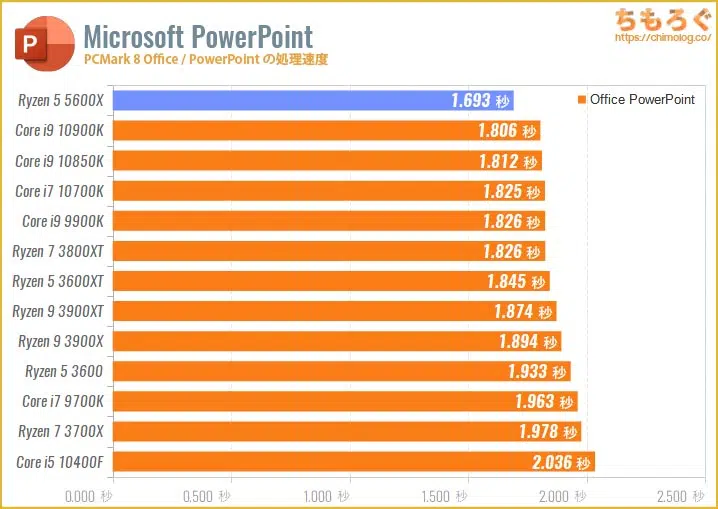 P
Microsoft PowerPoint
PCMark 8 Office / PowerPoint の処理速度
ちもろぐ
https://chimolog.co/
Office PowerPoint
Ryzen 5 5600X 1.693 秒
Core i9 10900K 1.806 秒
Core i9 10850K 1.812 秒
Core i7 10700K 1.825 秒
Core i9 9900K 1.826 秒
Ryzen 7 3800XT 1.826 秒
Ryzen 5 3600XT 1.845 秒
Ryzen 9 3900XT 1.874 秒
Ryzen 9 3900X 1.894 秒
Ryzen 5 3600 1.933 秒
Core i7 9700K 1.963 秒
Ryzen 7 3700X 1.978 秒
Core i5 10400F 2.036 秒
0.000 秒 0.500 秒 1.000 秒 1.500 秒 2.000 秒 2.500 秒